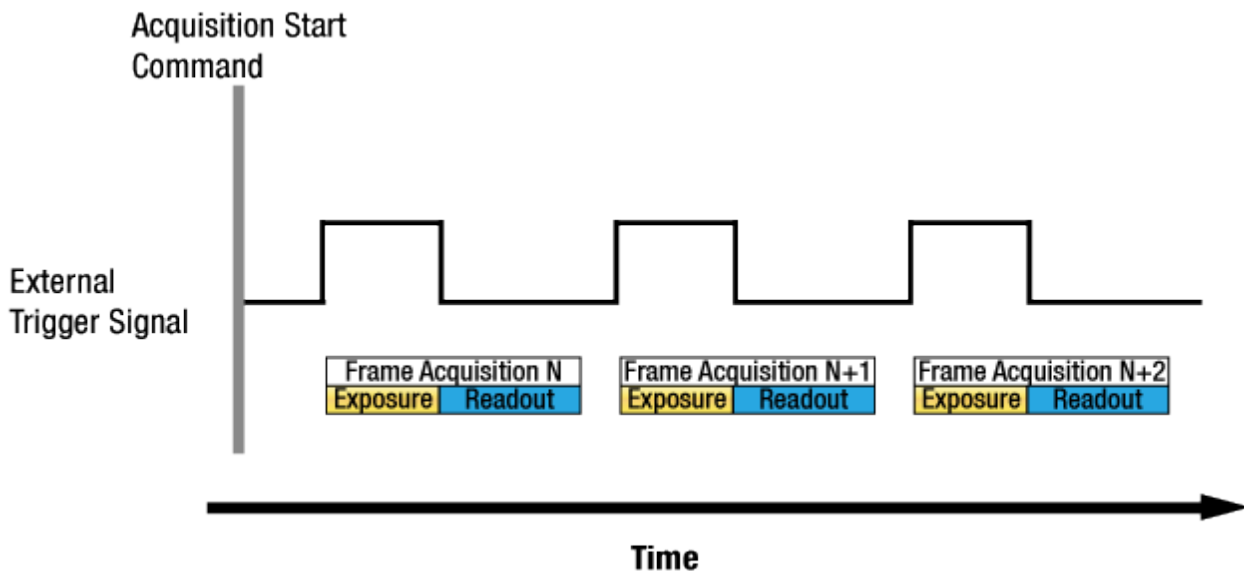 Acquisition Start
Command
External
Trigger Signal
Frame Acquisition N
Exposure Readout
Frame Acquisition N+1
Exposure Readout
Frame Acquisition N+2
Exposure Readout
Time